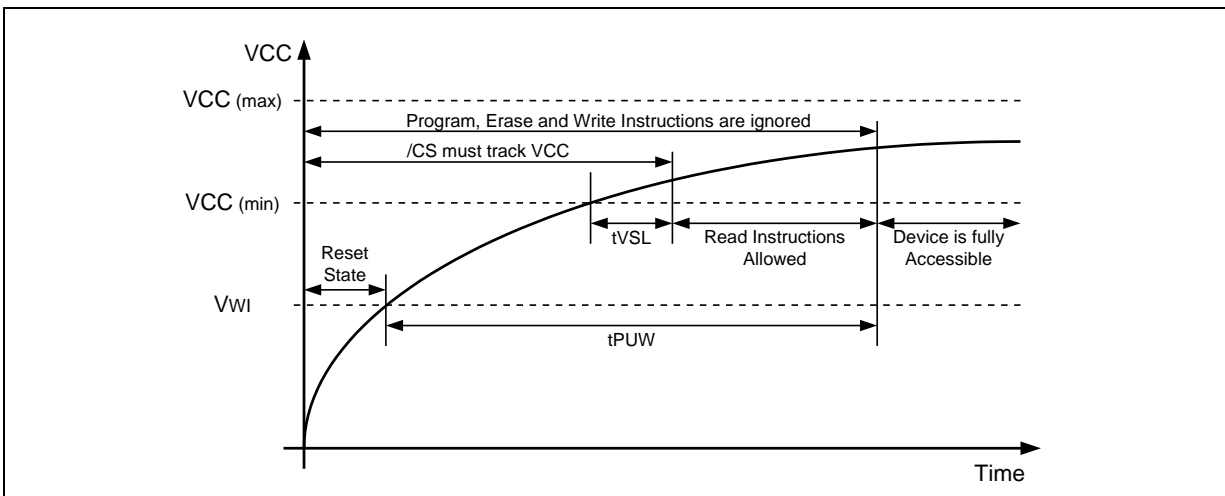 VCC
VCC (max)
Program, Erase and Write Instructions are ignored
/CS must track VCC
VCC (min)
tVSL
Read Instructions
Allowed
Device is fully
Accessible
Reset
State
VWI
tPUW
Time